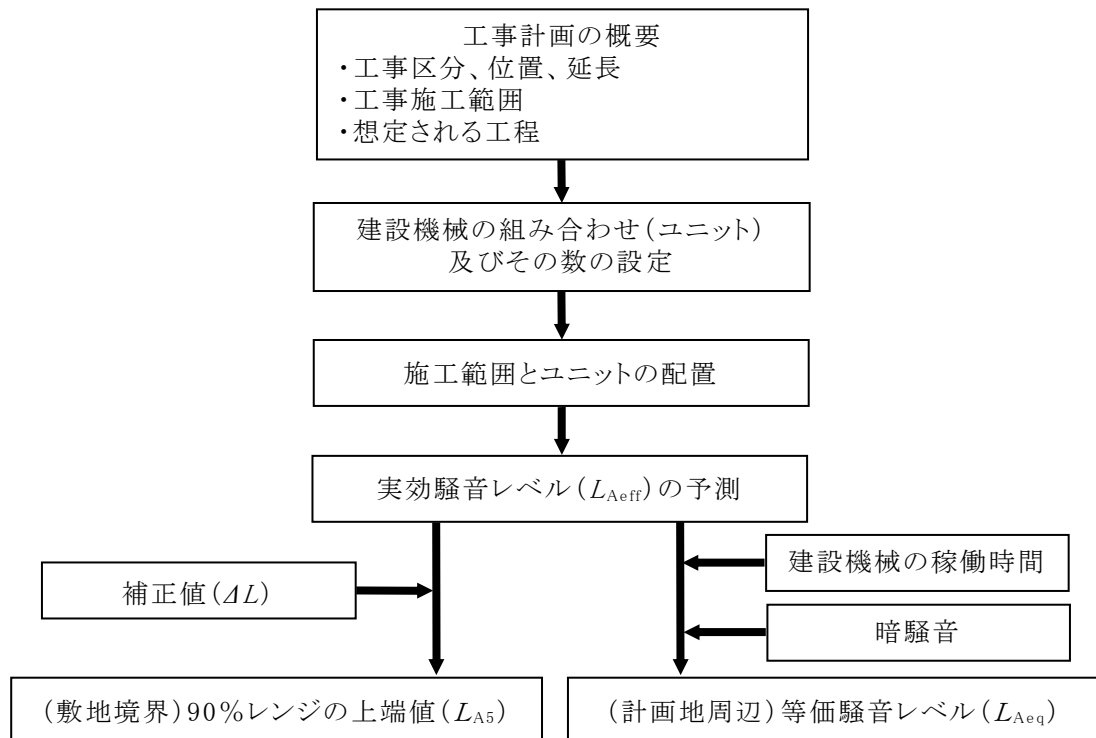 工事計画の概要
・工事区分、位置、延長
・工事施工範囲
・想定される工程
建設機械の組み合わせ(ユニット)
及びその数の設定
施工範囲とユニットの配置
実効騒音レベル(LAeff)の予測
建設機械の稼働時間
補正値(ΔL)
暗騒音
(敷地境界)90%レンジの上端値(LA5)
(計画地周辺)等価騒音レベル(LAeq)